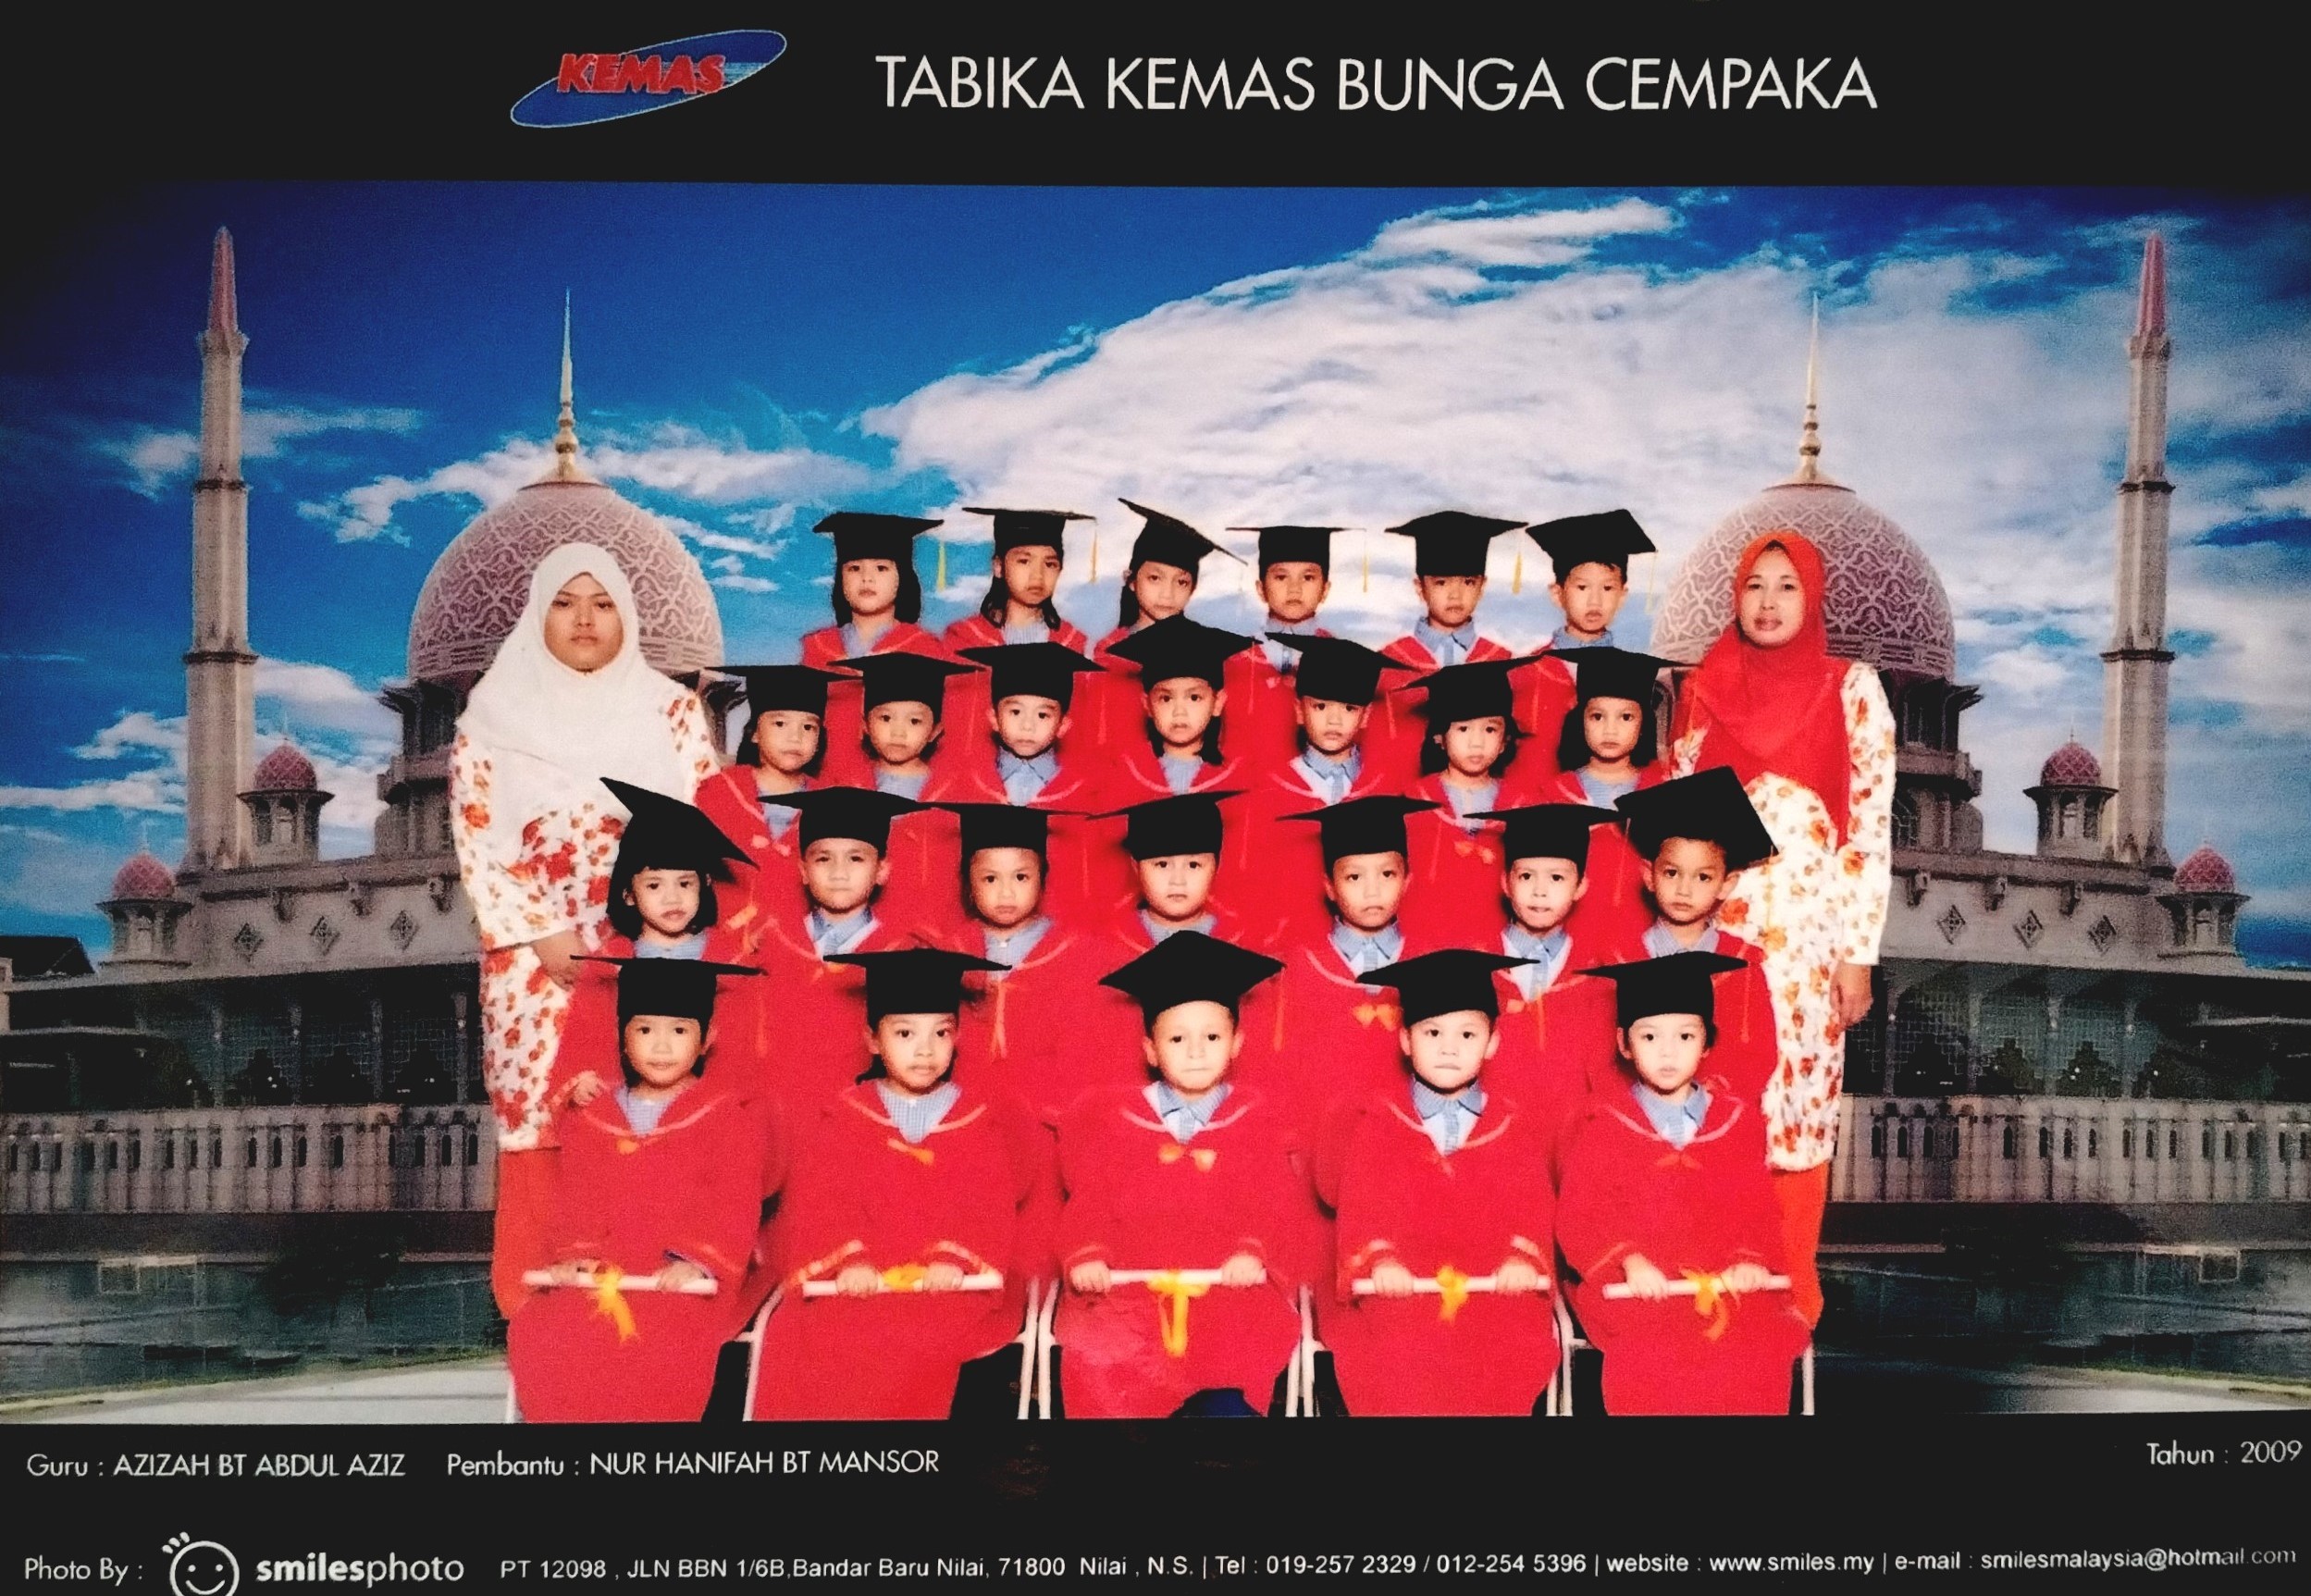 KEMAS
TABIKA KEMAS BUNGA CEMPAKA
Guru : AZIZAH BT ABDUL AZIZ Pembantu : NUR HANIFAH BT MANSOR
Tahun : 2009
Photo By : smilesphoto PT 12098 , JLN BBN 1/6B,Bandar Baru Nilai, 71800 Nilai , N.S. | Tel : 019-257 2329 / 012-254 5396 | website : www.smiles.my | e-mail : smilesmalaysia@hotmail.com